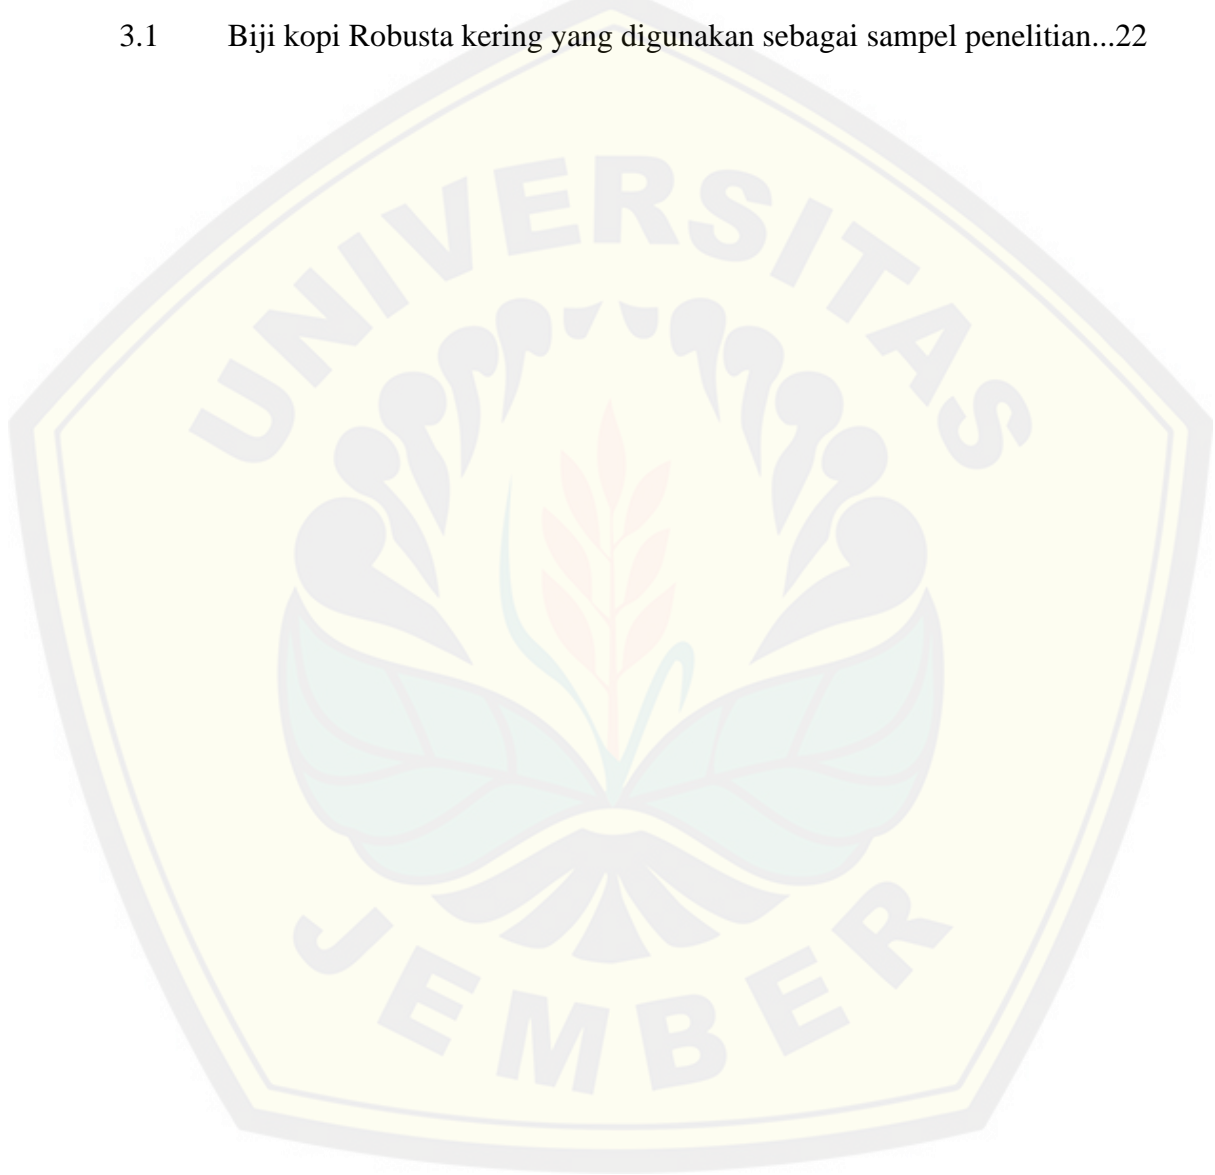 3.1 Biji kopi Robusta kering yang digunakan sebagai sampel penelitian...22
UNIVERSITAS
JEMBER